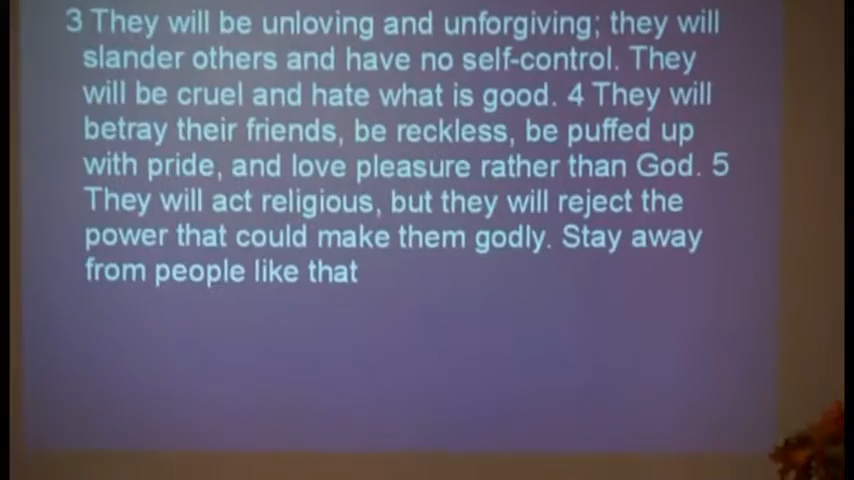 3 They will be unloving and unforgiving; they will
slander others and have no self-control. They
will be cruel and hate what is good. 4 They will
betray their friends, be reckless, be puffed up
with pride, and love pleasure rather than God. 5
They will act religious, but they will reject the
power that could make them godly. Stay away
from people like that